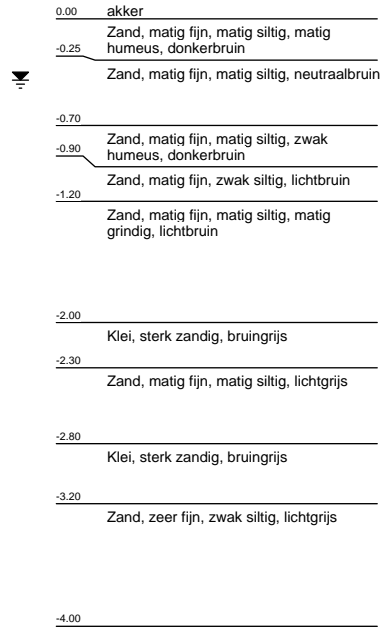 0.00 akker
Zand, matig fijn, matig siltig, matig
humeus, donkerbruin
-0.25
Zand, matig fijn, matig siltig, neutraalbruin
-0.70
Zand, matig fijn, matig siltig, zwak
humeus, donkerbruin
-0.90
Zand, matig fijn, zwak siltig, lichtbruin
-1.20
Zand, matig fijn, matig siltig, matig
grindig, lichtbruin
-2.00
Klei, sterk zandig, bruingrijs
-2.30
Zand, matig fijn, matig siltig, lichtgrijs
-2.80
Klei, sterk zandig, bruingrijs
-3.20
Zand, zeer fijn, zwak siltig, lichtgrijs
-4.00